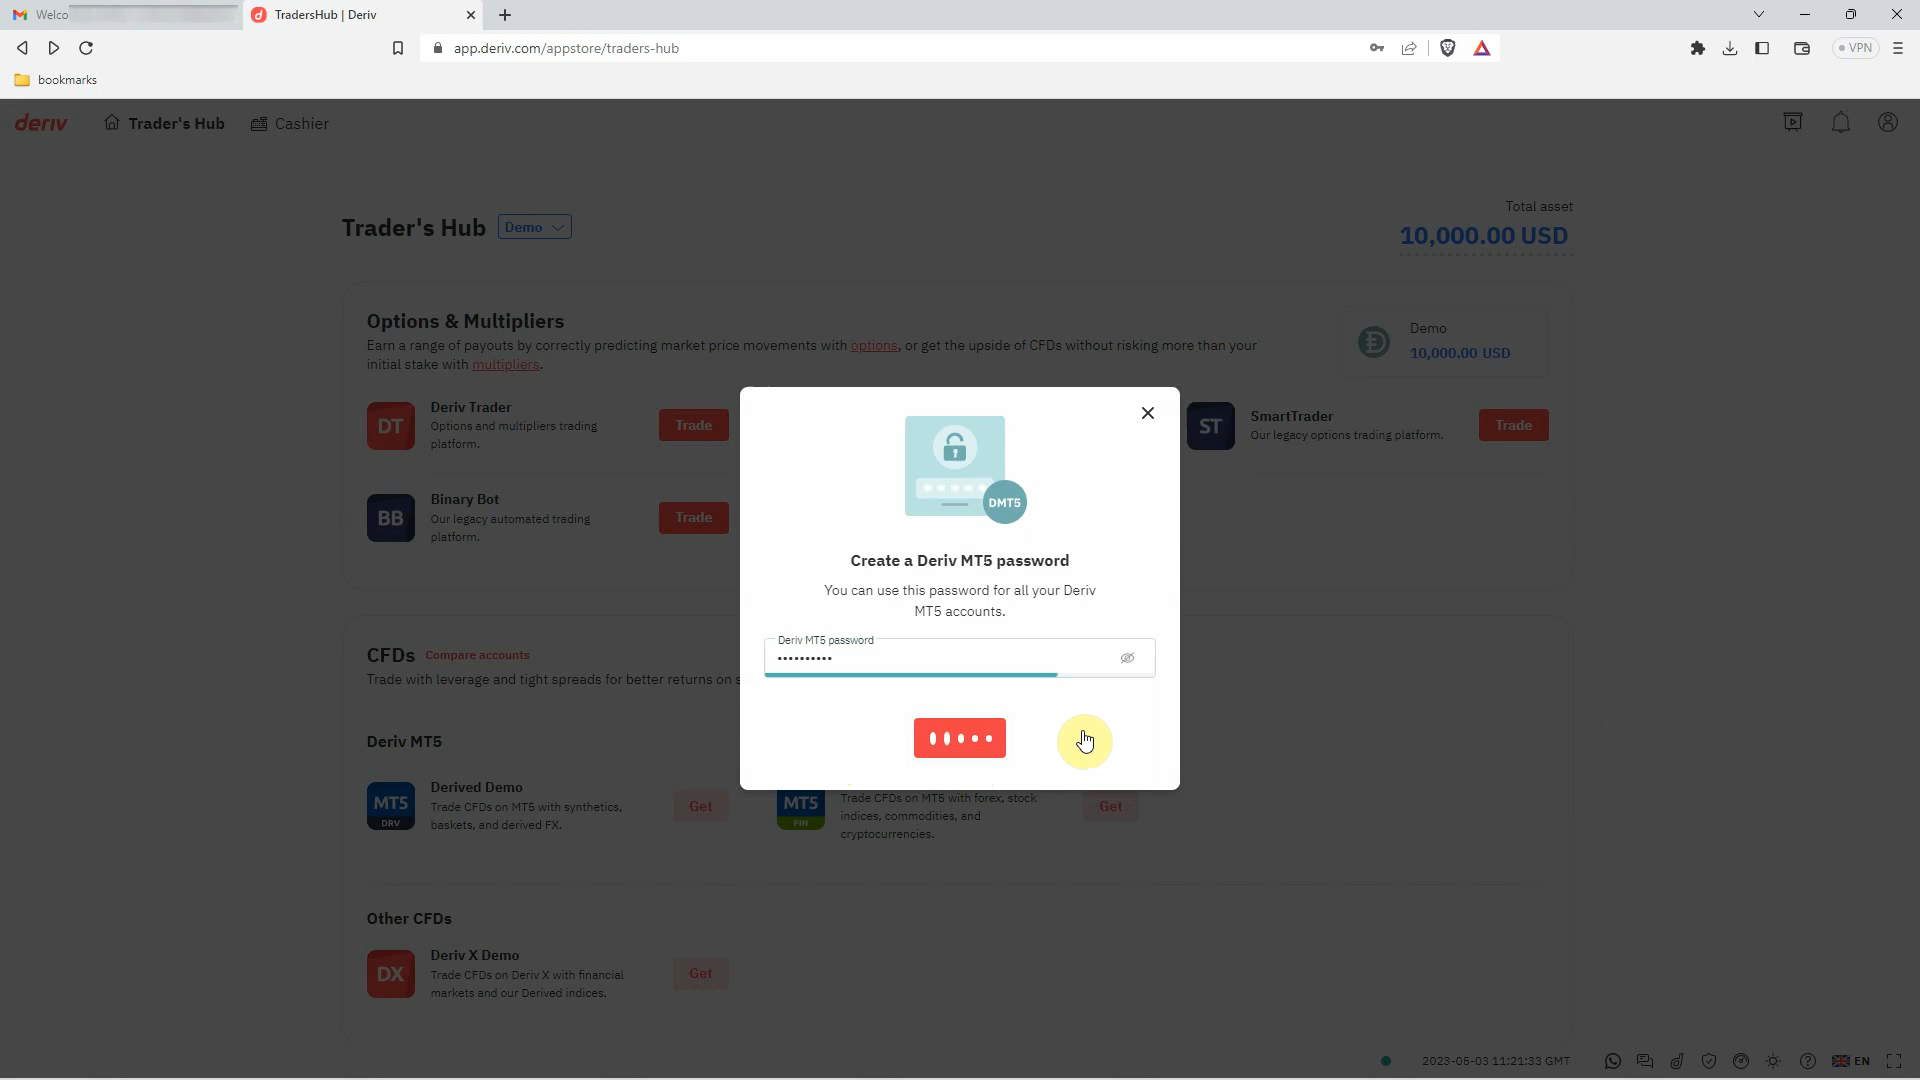 Welco
TradersHub | Deriv
app.deriv.com/appstore/traders-hub
VPN
bookmarks
deriv
Trader's Hub
Cashier
Total asset
Trader's Hub
Demo
10,000.00 USD
Options & Multipliers
Earn a range of payouts by correctly predicting market price movements with options, or get the upside of CFDs without risking more than your
initial stake with multipliers.
Demo
10,000.00 USD
DT
Deriv Trader
Options and multipliers trading
platform.
Trade
ST
SmartTrader
Our legacy options trading platform.
Trade
BB
Binary Bot
Our legacy automated trading
platform.
Trade
*****
DMT5
Create a Deriv MT5 password
You can use this password for all your Deriv
MT5 accounts.
Deriv MT5 password
••••••••••
CFDs
Compare accounts
Trade with leverage and tight spreads for better returns on s
Deriv MT5
MT5
DRV
Derived Demo
Trade CFDs on MT5 with synthetics,
baskets, and derived FX.
Get
MT5
FIN
Trade CFDs on MT5 with forex, stock
indices, commodities, and
cryptocurrencies.
Get
Other CFDs
DX
Deriv X Demo
Trade CFDs on Deriv X with financial
markets and our Derived indices.
Get
2023-06-03 11:21:33 GMT
EN